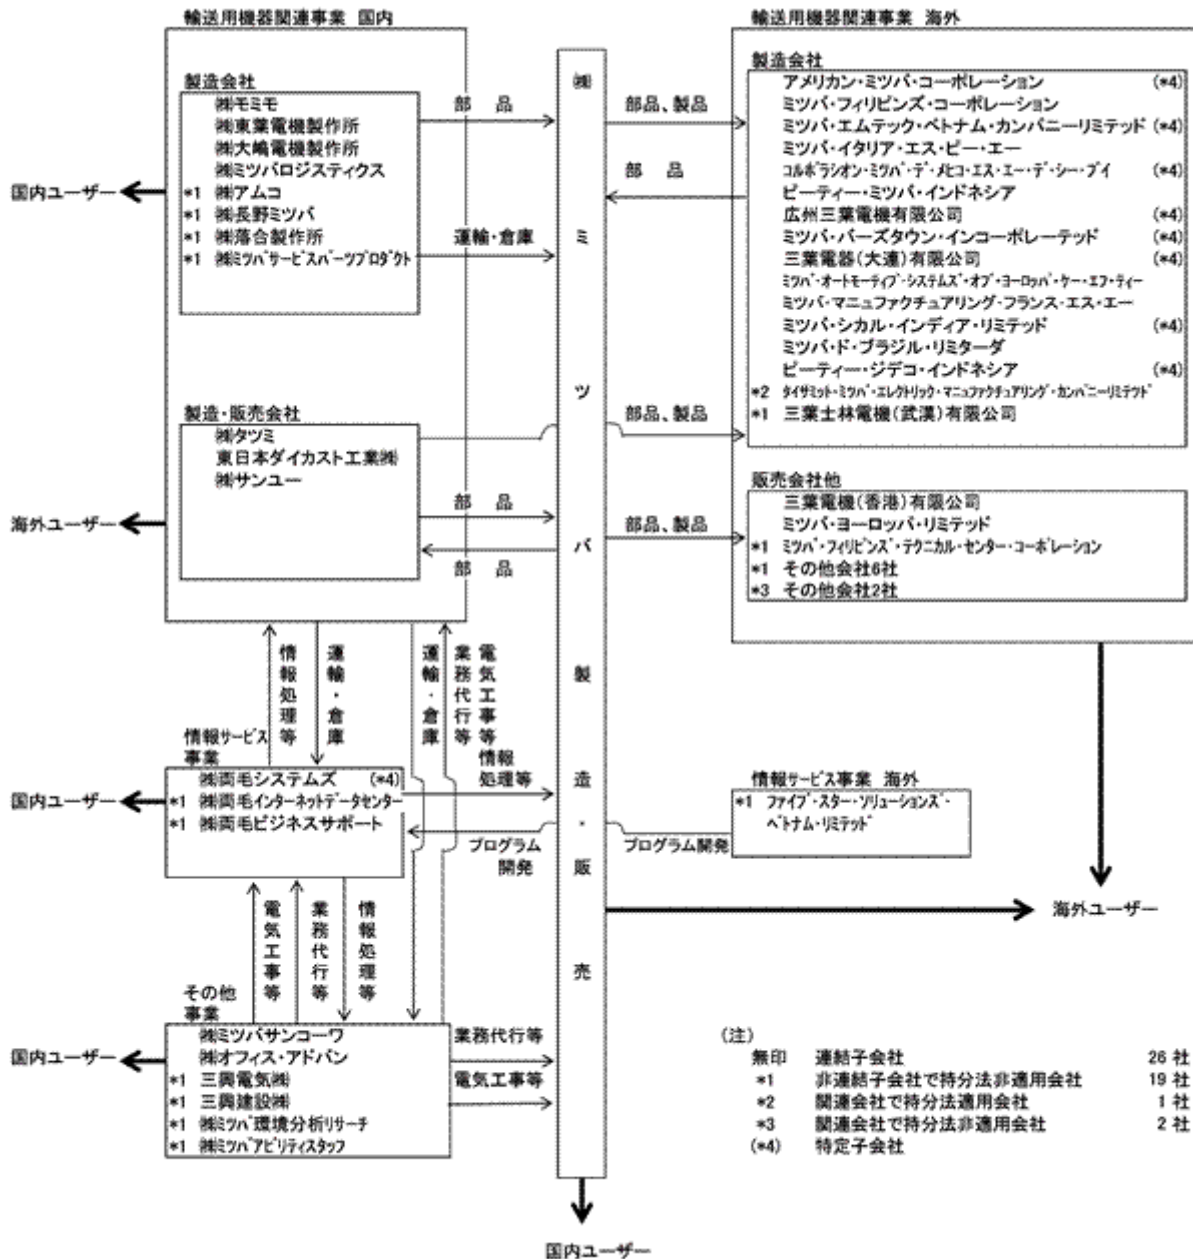 輸送用機器関連事業 国内
製造会社
㈱モミモ
㈱東葉電機製作所
㈱大嶋電機製作所
㈱ミツバロジスティクス
*1 ㈱アムコ
*1 ㈱長野ミツバ
*1 ㈱落合製作所
*1 ㈱ミツバサービスパーツプロダクト
国内ユーザー
部 品
運輸・倉庫
製造・販売会社
㈱タツミ
東日本ダイカスト工業㈱
㈱サンユー
海外ユーザー
部 品
部 品
㈱ミツバ 製造・販売
輸送用機器関連事業 海外
製造会社
アメリカン・ミツバ・コーポレーション (*4)
ミツバ・フィリピンズ・コーポレーション
ミツバ・エムテック・ベトナム・カンパニーリミテッド (*4)
ミツバ・イタリア・エス・ピー・エー
コルポラシオン・ミツバ・デ・メヒコ・エス・エー・デ・シー・ブイ (*4)
ピーティー・ミツバ・インドネシア
広州三葉電機有限公司 (*4)
ミツバ・バーズタウン・インコーポレーテッド (*4)
三葉電器(大連)有限公司 (*4)
ミツバ・オートモーティブ・システムズ・オブ・ヨーロッパ・ケー・エフ・ティー
ミツバ・マニュファクチュアリング・フランス・エス・エー
ミツバ・シカル・インディア・リミテッド (*4)
ミツバ・ド・ブラジル・リミターダ
ピーティー・ジデコ・インドネシア (*4)
*2 タイサミット・ミツバ・エレクトリック・マニュファクチュアリング・カンパニーリミテッド
*1 三葉士林電機(武漢)有限公司
部品、製品
部 品
部品、製品
販売会社他
三葉電機(香港)有限公司
ミツバ・ヨーロッパ・リミテッド
*1 ミツバ・フィリピンズ・テクニカル・センター・コーポレーション
*1 その他会社6社
*3 その他会社2社
部品、製品
情報処理等
運輸・倉庫
運輸・倉庫
業務代行等
電気工事等
情報サービス
事業
㈱両毛システムズ (*4)
*1 ㈱両毛インターネットデータセンター
*1 ㈱両毛ビジネスサポート
国内ユーザー
情報
処理等
プログラム
開発
プログラム開発
情報サービス事業 海外
*1 ファイブ・スター・ソリューションズ・
ベトナム・リミテッド
海外ユーザー
電気工事等
業務代行等
情報処理等
その他
事業
㈱ミツバサンコーワ
㈱オフィス・アドバン
*1 三興電気㈱
*1 三興建設㈱
*1 ㈱ミツバ環境分析リサーチ
*1 ㈱ミツバアビリティスタッフ
国内ユーザー
業務代行等
電気工事等
国内ユーザー
(注)
無印 連結子会社 26 社
*1 非連結子会社で持分法非適用会社 19 社
*2 関連会社で持分法適用会社 1 社
*3 関連会社で持分法非適用会社 2 社
(*4) 特定子会社